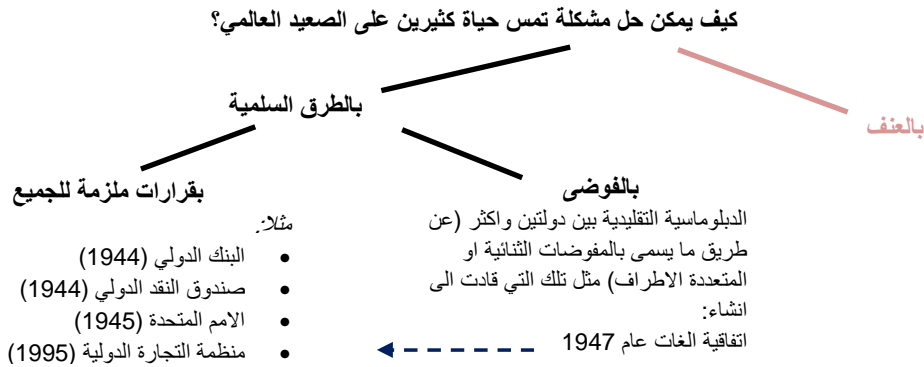 كيف يمكن حل مشكلة تمس حياة كثيرين على الصعيد العالمي؟
بالطرق السلمية
بالعنف
بالفوضى
الدبلوماسية التقليدية بين دولتين واكثر (عن
طريق ما يسمى بالمفوضات الثنائية او
المتعددة الاطراف) مثل تلك التي قادت الى
انشاء:
اتفاقية الغات عام 1947
بقرارات ملزمة للجميع
مثلا:
• البنك الدولي (1944)
• صندوق النقد الدولي (1944)
• الامم المتحدة (1945)
• منظمة التجارة الدولية (1995)